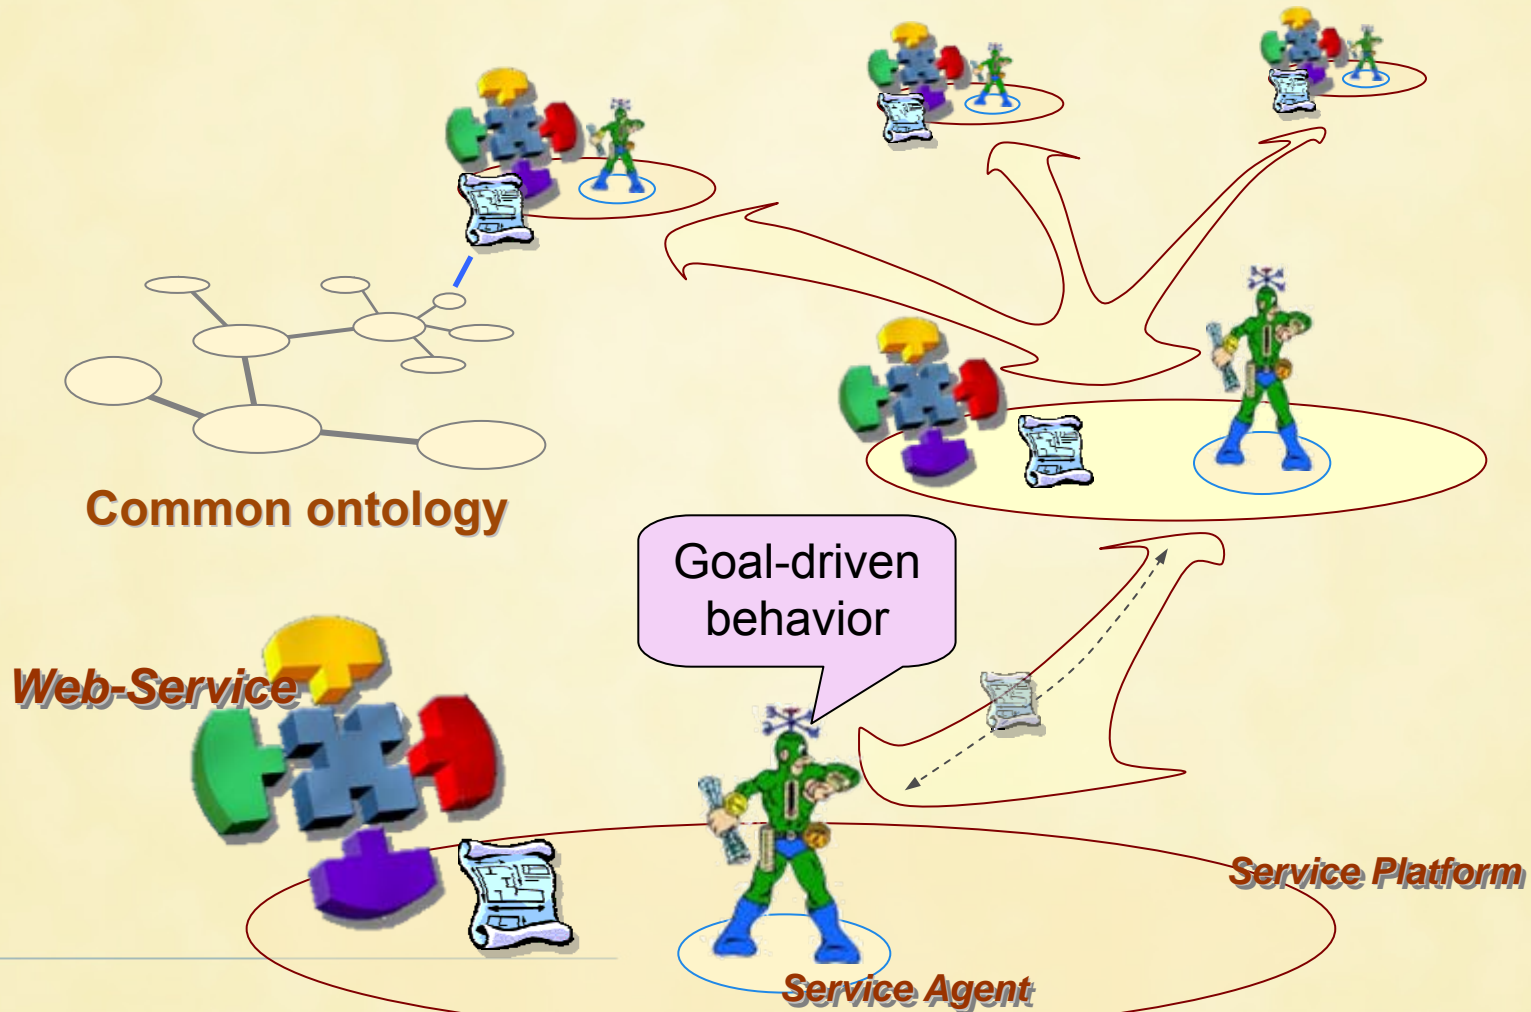 Common ontology
Goal-driven
behavior
Web-Service
Service Platform
Service Agent